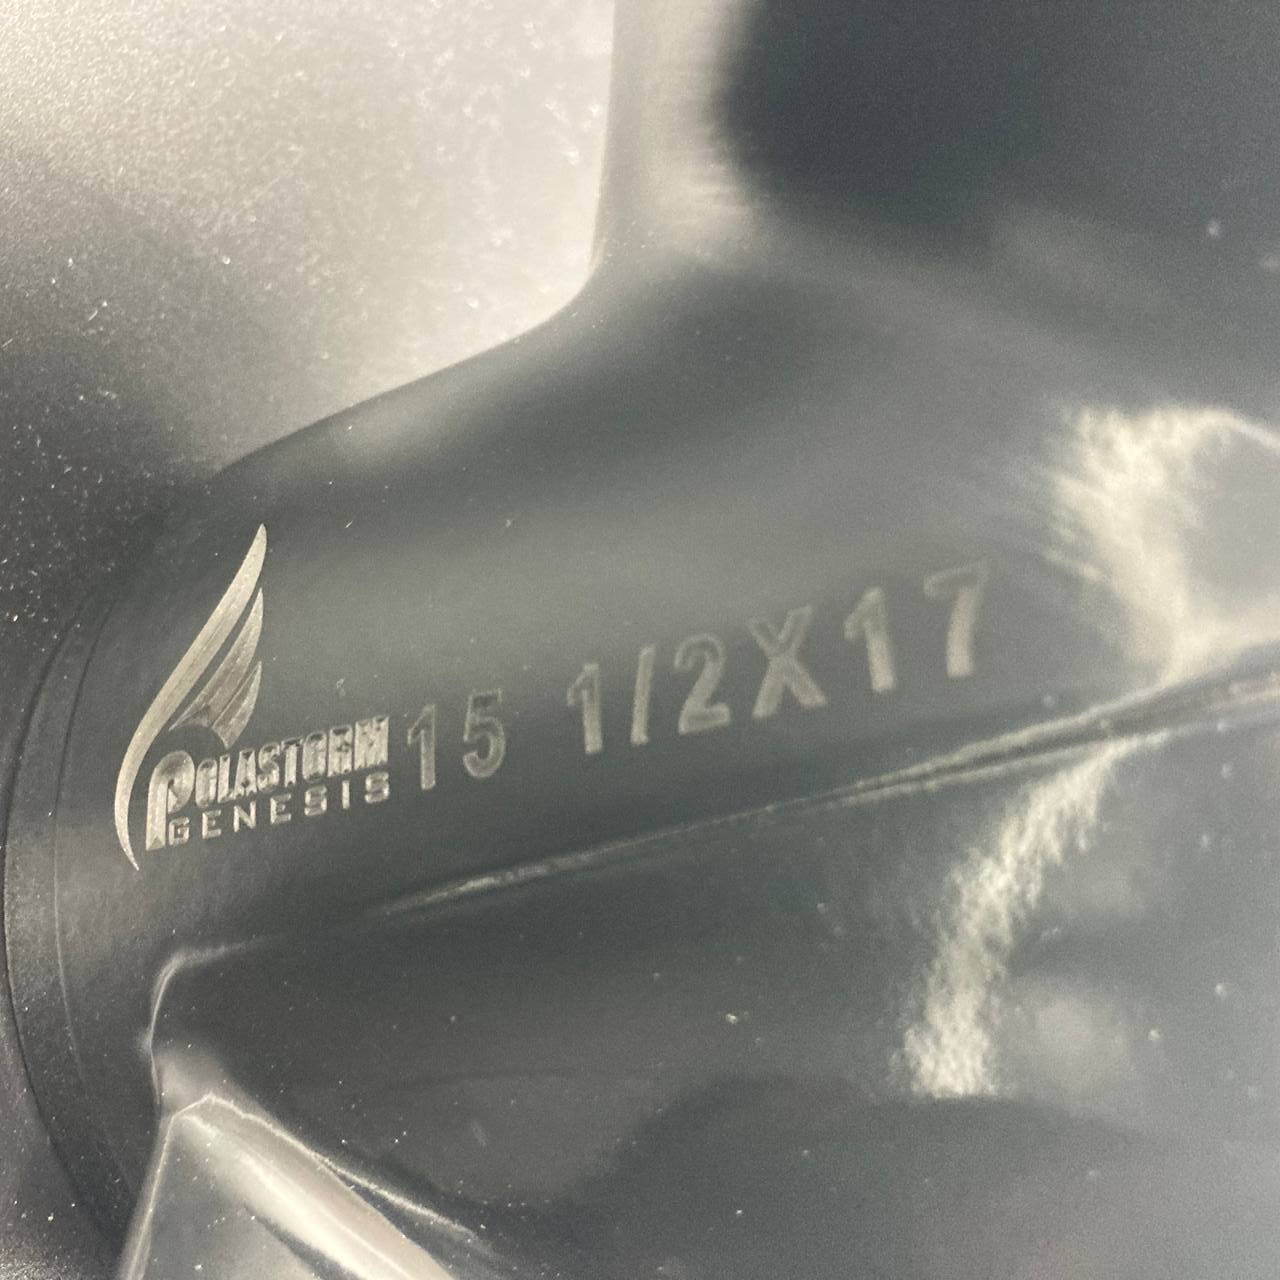 POLASTORM
GENESIS
15 1/2X17